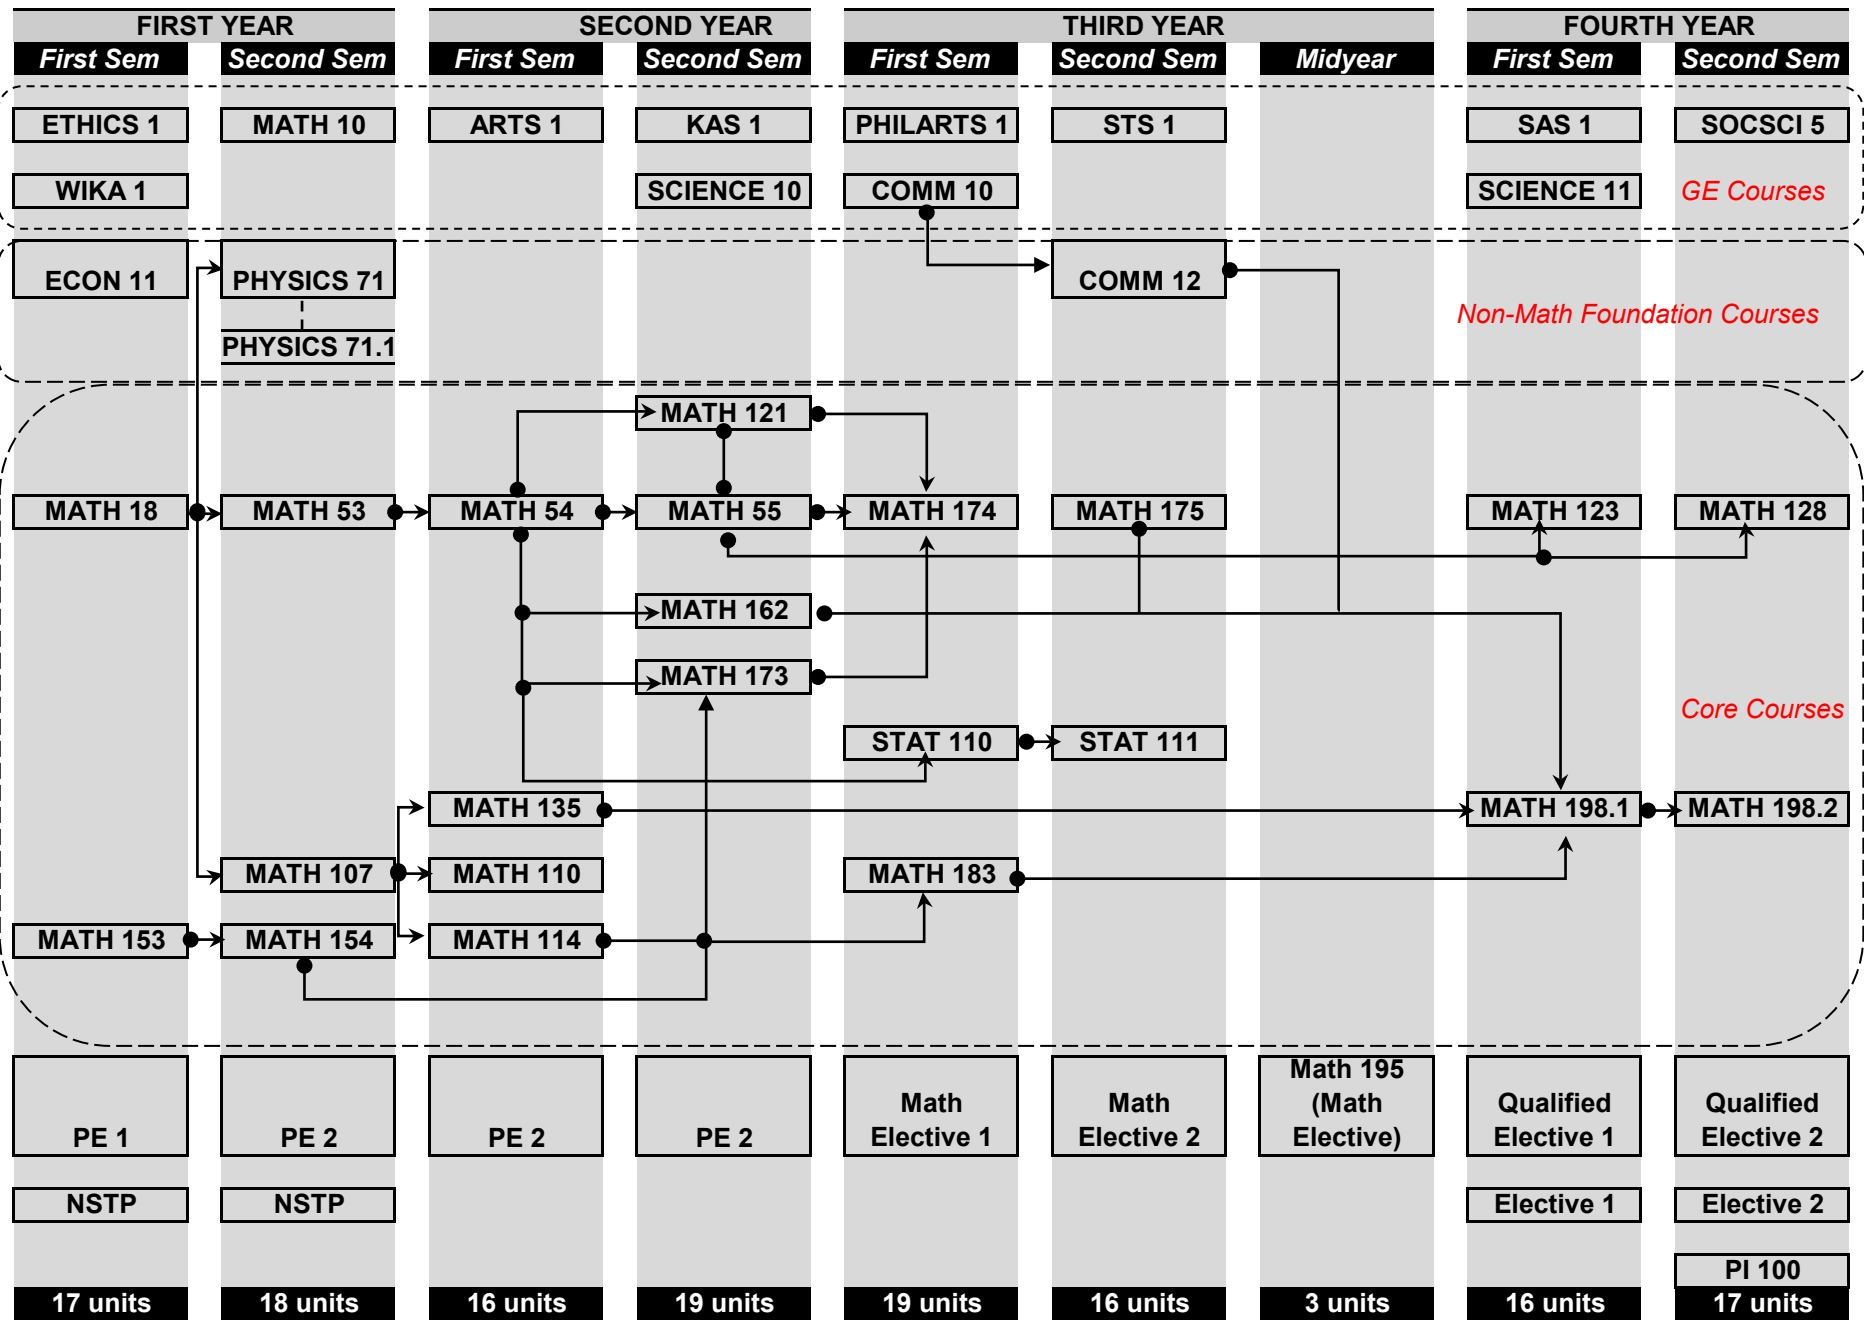 FIRST YEAR SECOND YEAR THIRD YEAR FOURTH YEAR
First Sem Second Sem First Sem Second Sem First Sem Second Sem Midyear First Sem Second Sem
ETHICS 1 MATH 10 ARTS 1 KAS 1 PHILARTS 1 STS 1 SAS 1 SOCSCI 5
WIKA 1 SCIENCE 10 COMM 10 SCIENCE 11 GE Courses
ECON 11 PHYSICS 71 COMM 12
Non-Math Foundation Courses
PHYSICS 71.1
MATH 121
MATH 18 MATH 53 MATH 54 MATH 55 MATH 174 MATH 175 MATH 123 MATH 128
MATH 162
MATH 173
Core Courses
STAT 110 STAT 111
MATH 135 MATH 198.1 MATH 198.2
MATH 107 MATH 110 MATH 183
MATH 153 MATH 154 MATH 114
Math 195
Math Math (Math Qualified Qualified
PE 1 PE 2 PE 2 PE 2 Elective 1 Elective 2 Elective) Elective 1 Elective 2
NSTP NSTP Elective 1 Elective 2
PI 100
17 units 18 units 16 units 19 units 19 units 16 units 3 units 16 units 17 units